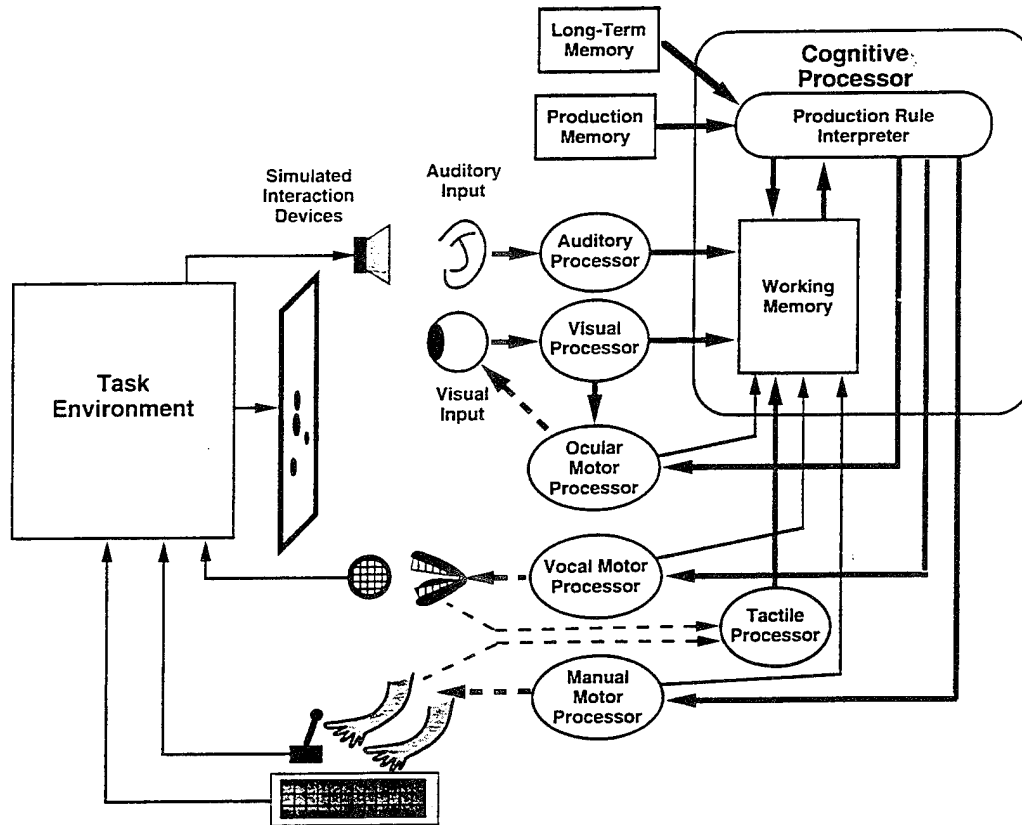 Long-Term
Memory
Cognitive
Processor
Production
Memory
Production Rule
Interpreter
Simulated
Interaction
Devices
Auditory
Input
Auditory
Processor
Working
Memory
Visual
Processor
Task
Environment
Visual
Input
Ocular
Motor
Processor
Vocal Motor
Processor
Tactile
Processor
Manual
Motor
Processor